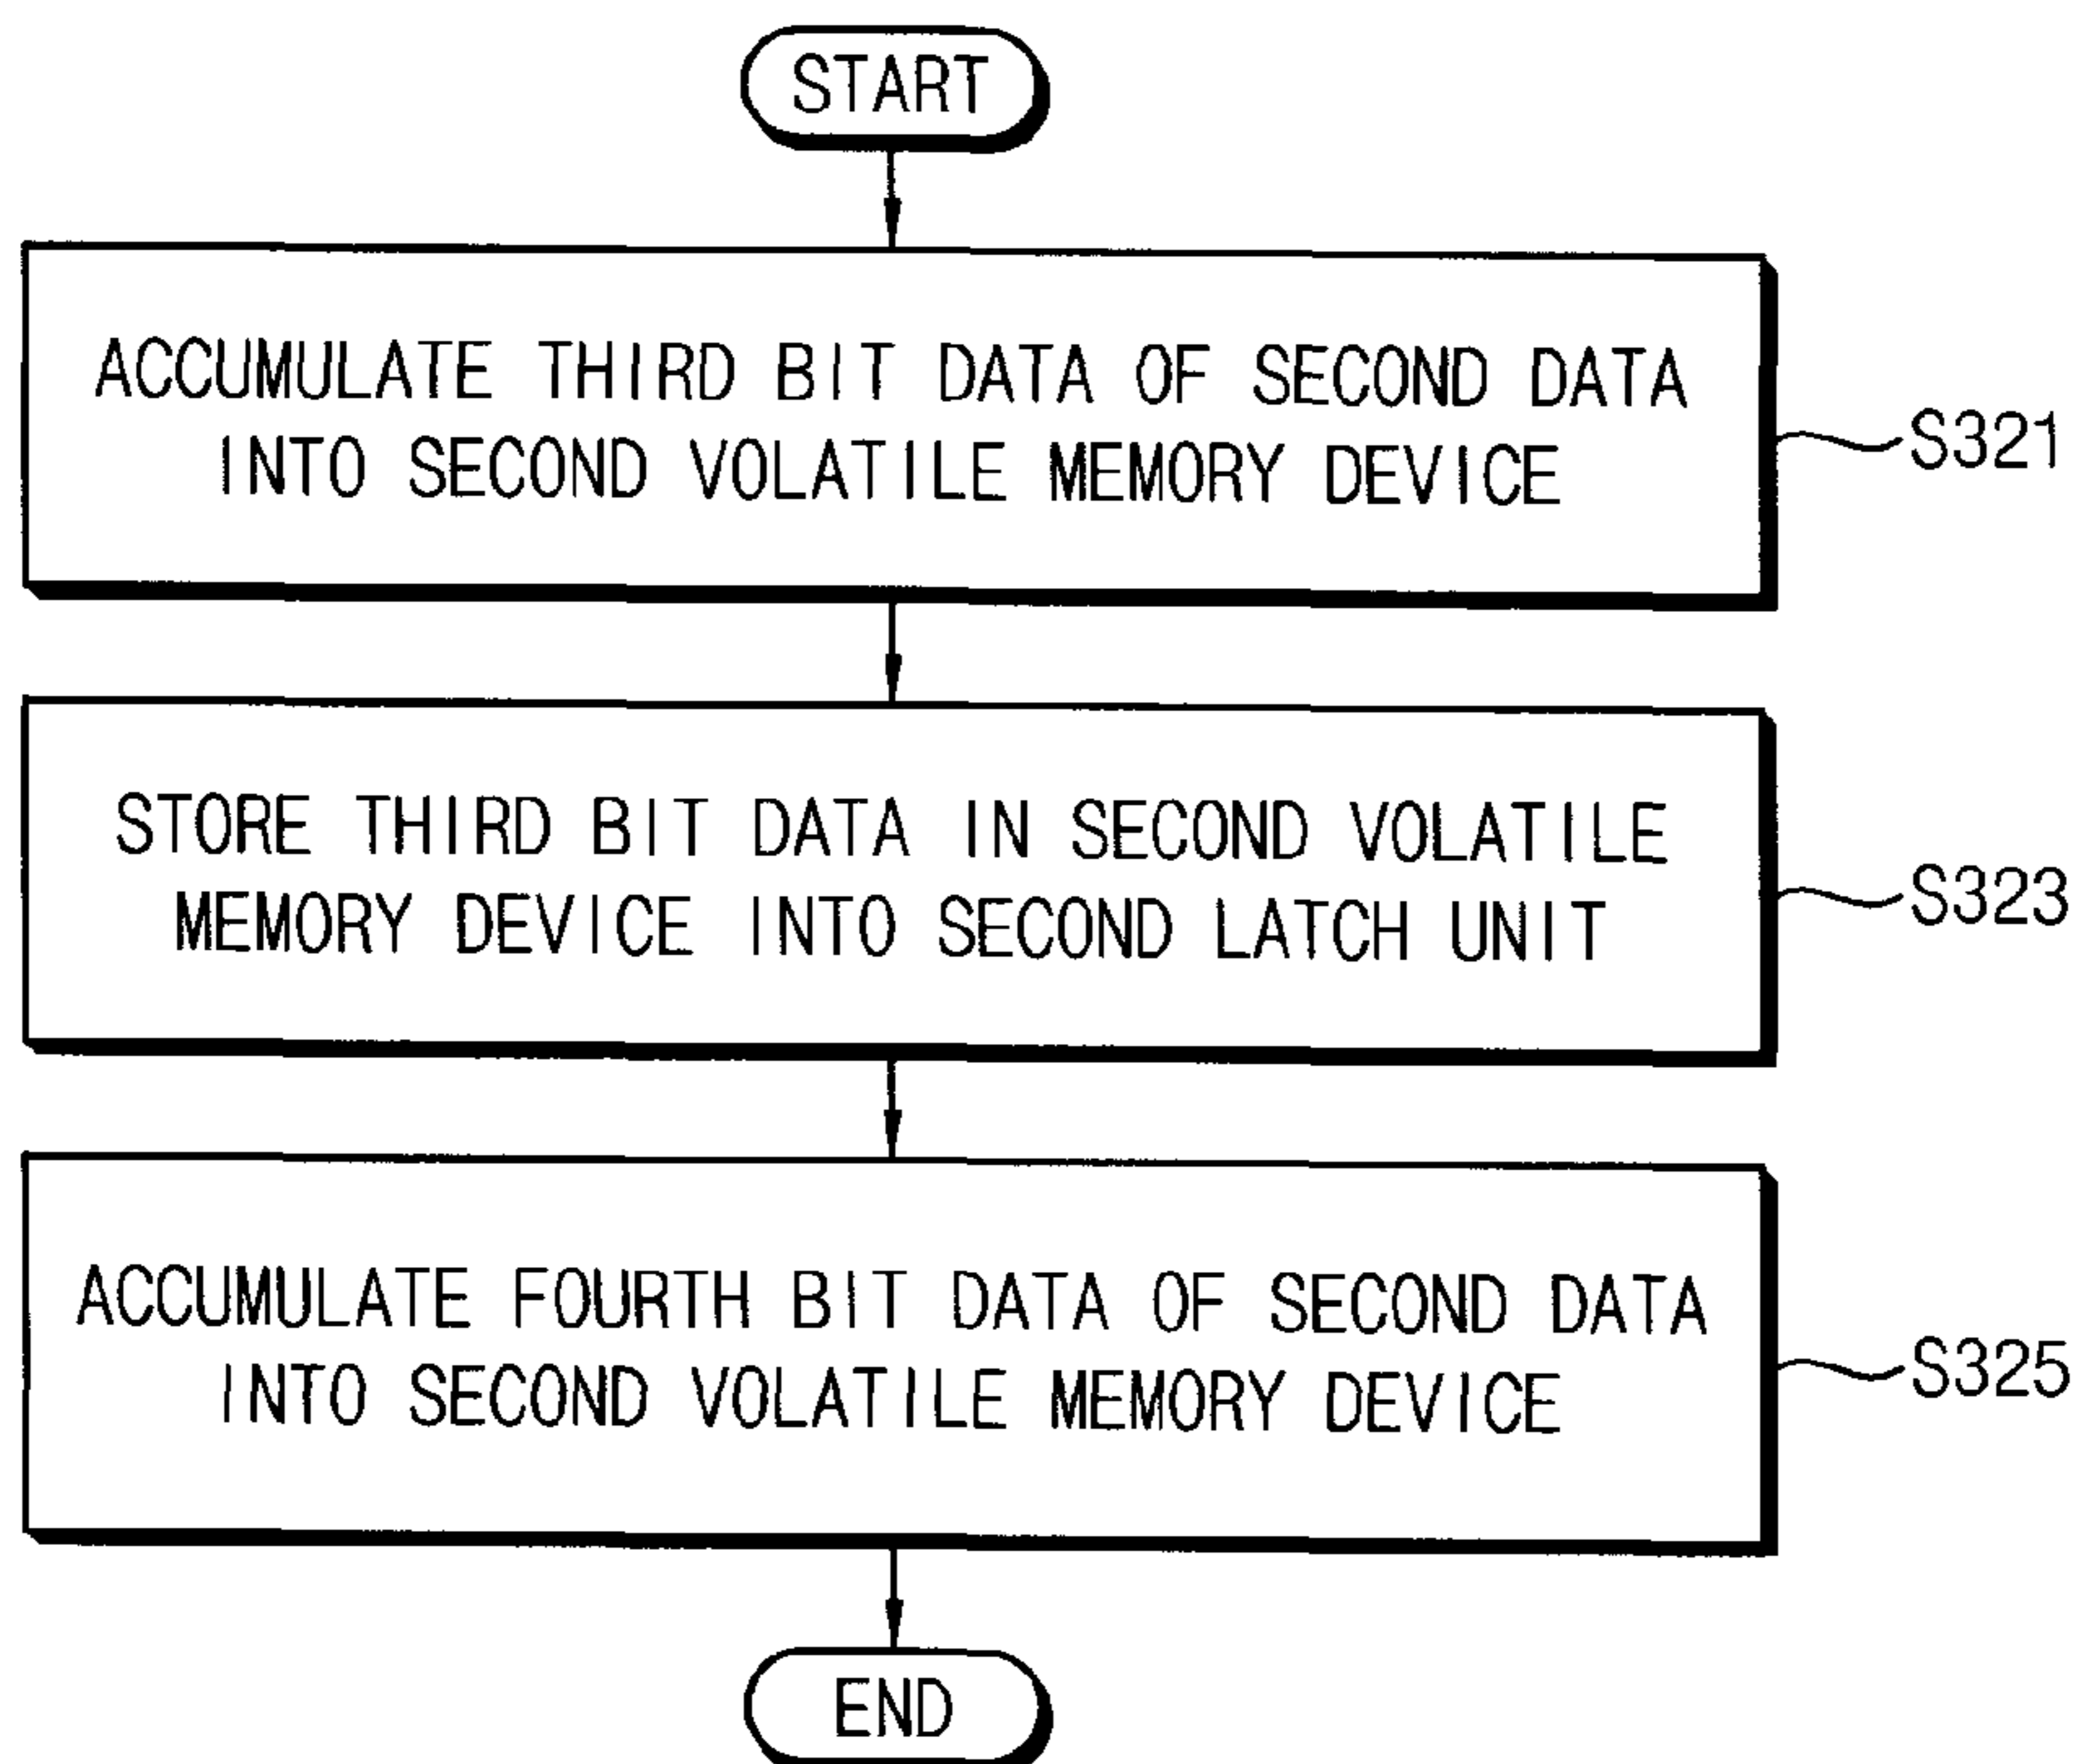 START
ACCUMULATE THIRD BIT DATA OF SECOND DATA
INTO SECOND VOLATILE MEMORY DEVICE
S321
STORE THIRD BIT DATA IN SECOND VOLATILE
MEMORY DEVICE INTO SECOND LATCH UNIT
S323
ACCUMULATE FOURTH BIT DATA OF SECOND DATA
INTO SECOND VOLATILE MEMORY DEVICE
S325
END